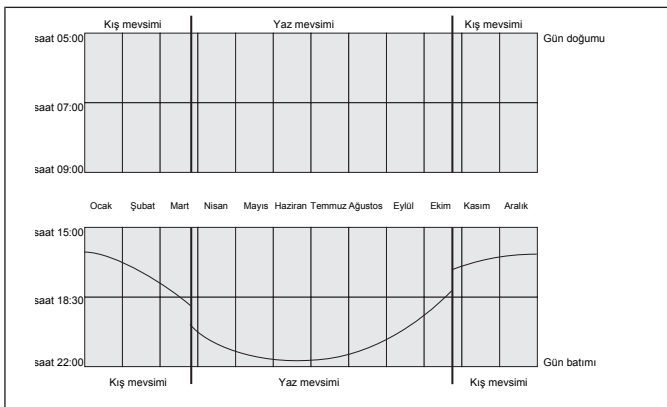 Kış mevsimi Yaz mevsimi Kış mevsimi
saat 05:00 Gün doğumu
saat 07:00
saat 09:00
Ocak Şubat Mart Nisan Mayıs Haziran Temmuz Ağustos Eylül Ekim Kasım Aralık
saat 15:00
saat 18:30
saat 22:00 Gün batımı
Kış mevsimi Yaz mevsimi Kış mevsimi